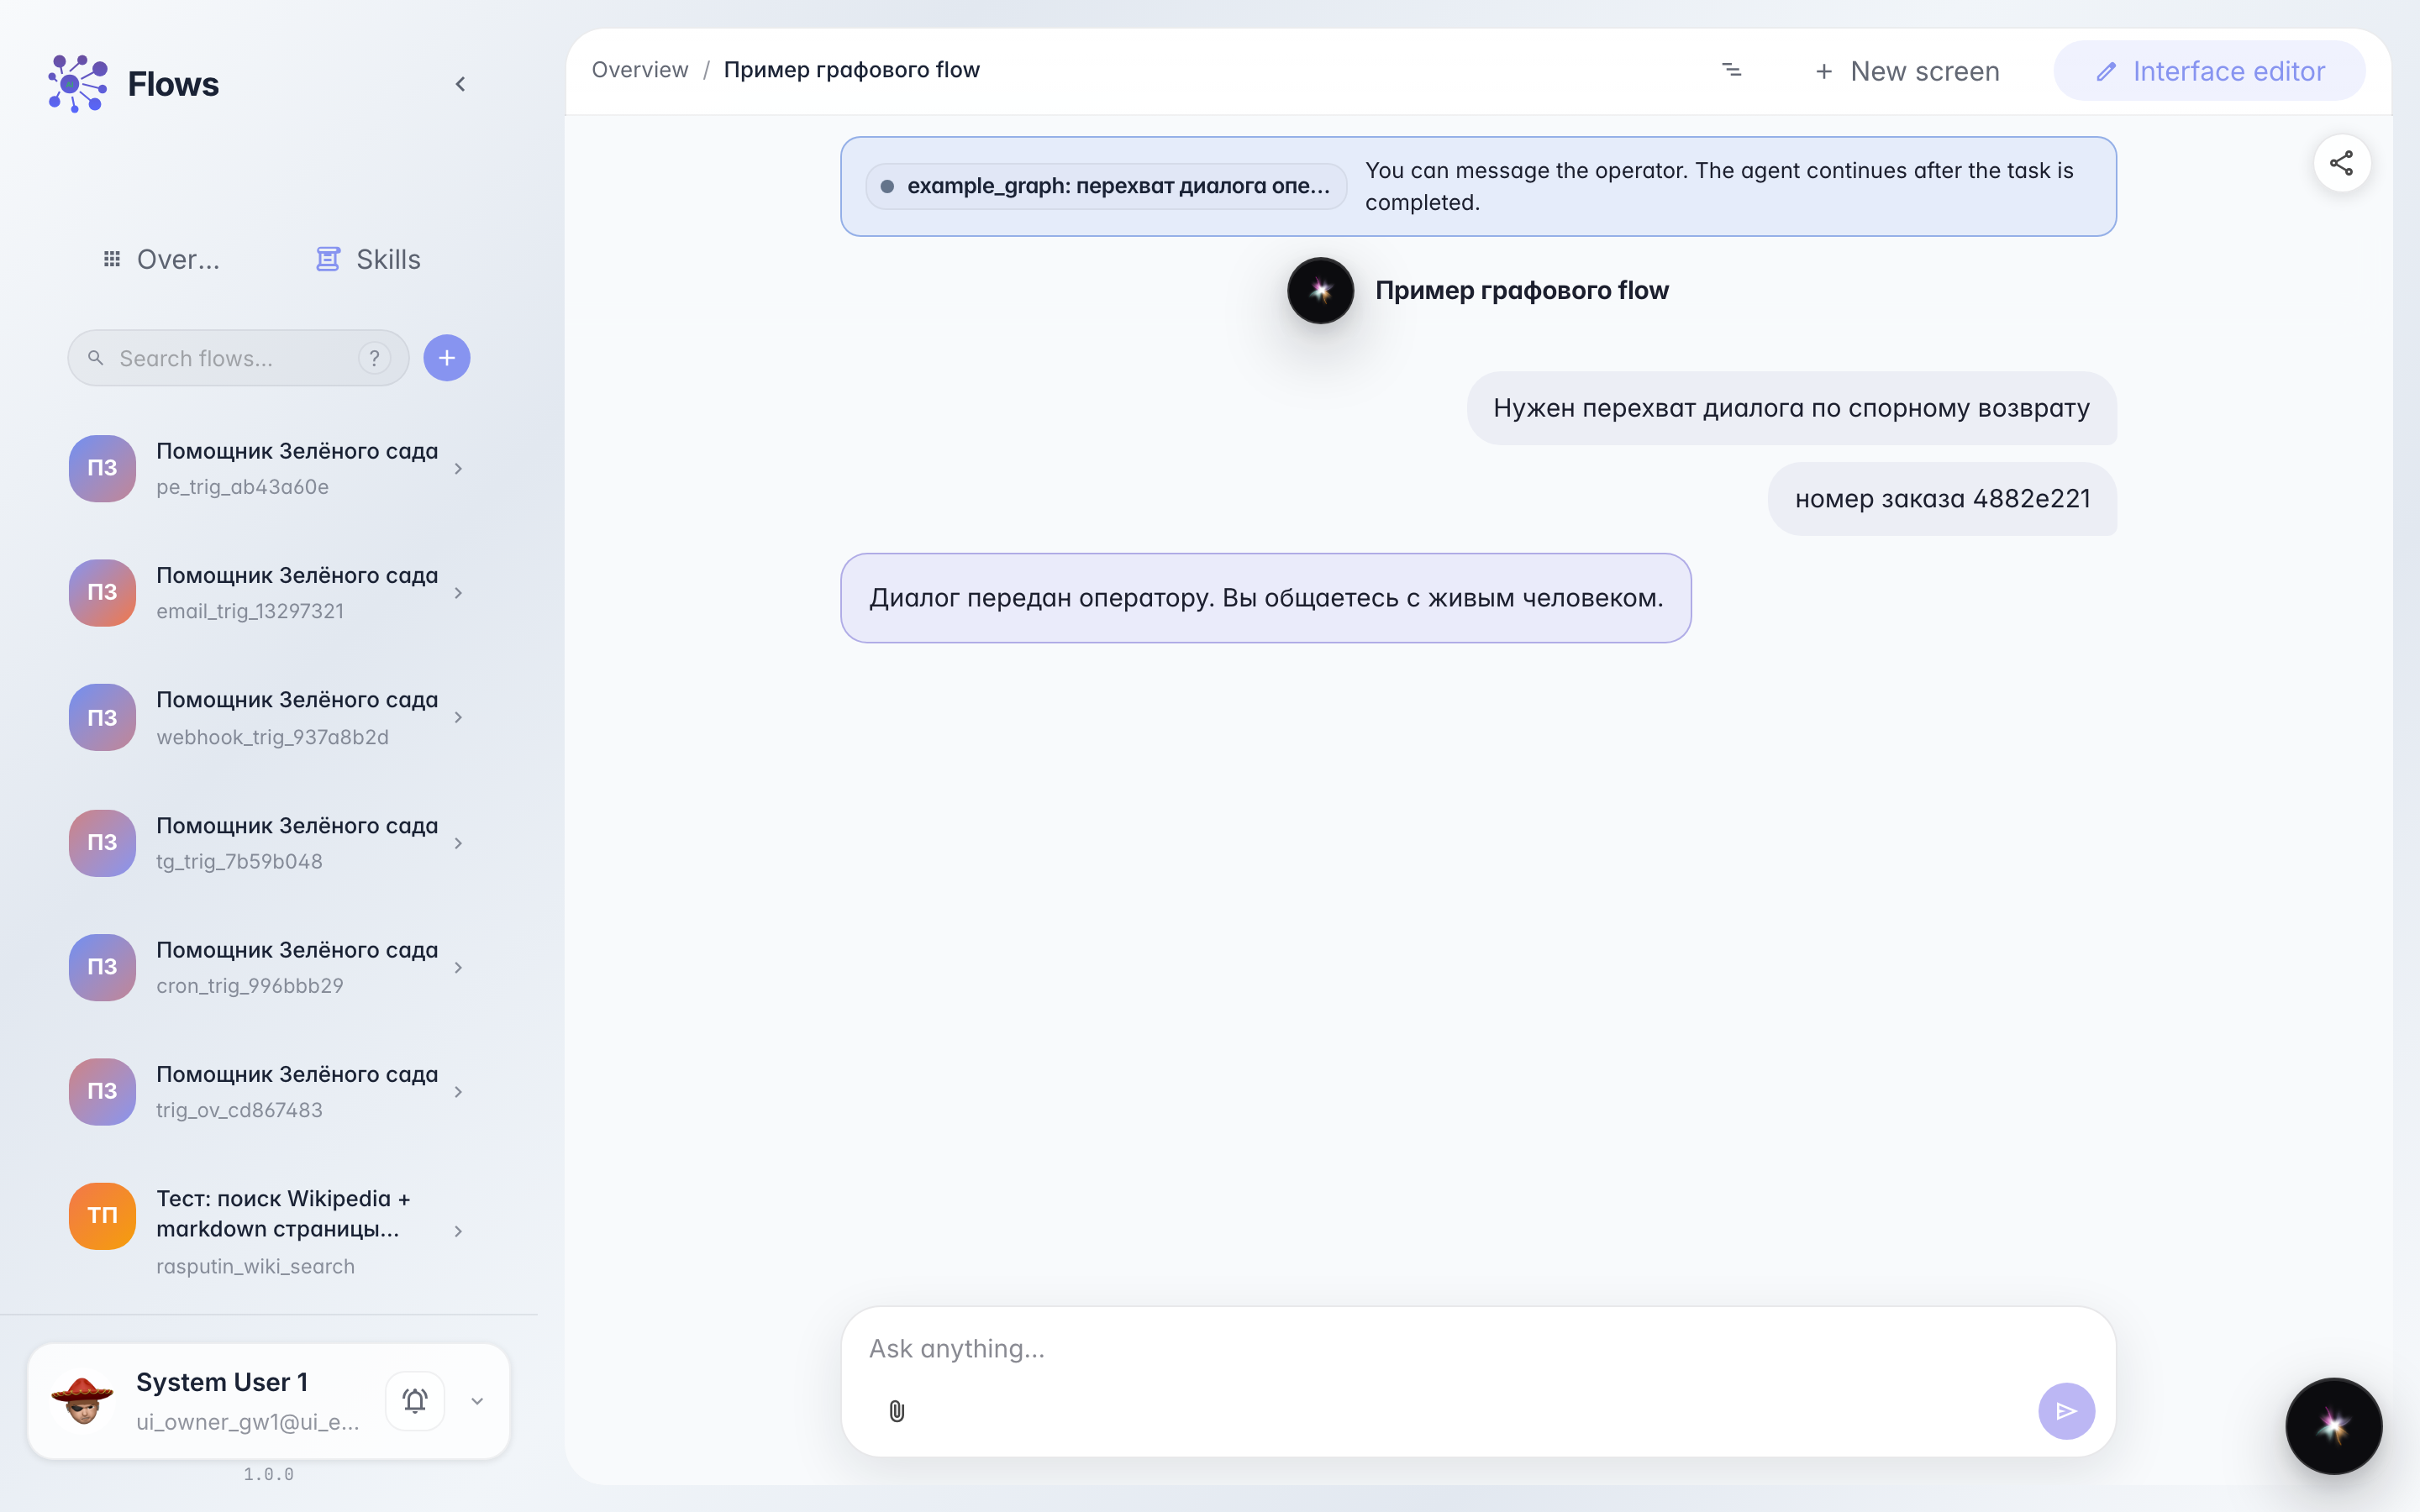 Flows
Over...
Skills
Search flows...
?
ПЗ
Помощник Зелёного сада
pe_trig_ab43a60e
ПЗ
Помощник Зелёного сада
email_trig_13297321
ПЗ
Помощник Зелёного сада
webhook_trig_937a8b2d
ПЗ
Помощник Зелёного сада
tg_trig_7b59b048
ПЗ
Помощник Зелёного сада
cron_trig_996bbb29
ПЗ
Помощник Зелёного сада
trig_ov_cd867483
ТП
Тест: поиск Wikipedia +
markdown страницы...
rasputin_wiki_search
System User 1
ui_owner_gw1@ui_e...
1.0.0
Overview / Пример графового flow
+ New screen
Interface editor
example_graph: перехват диалога опе...
You can message the operator. The agent continues after the task is
completed.
Пример графового flow
Нужен перехват диалога по спорному возврату
номер заказа 4882e221
Диалог передан оператору. Вы общаетесь с живым человеком.
Ask anything...